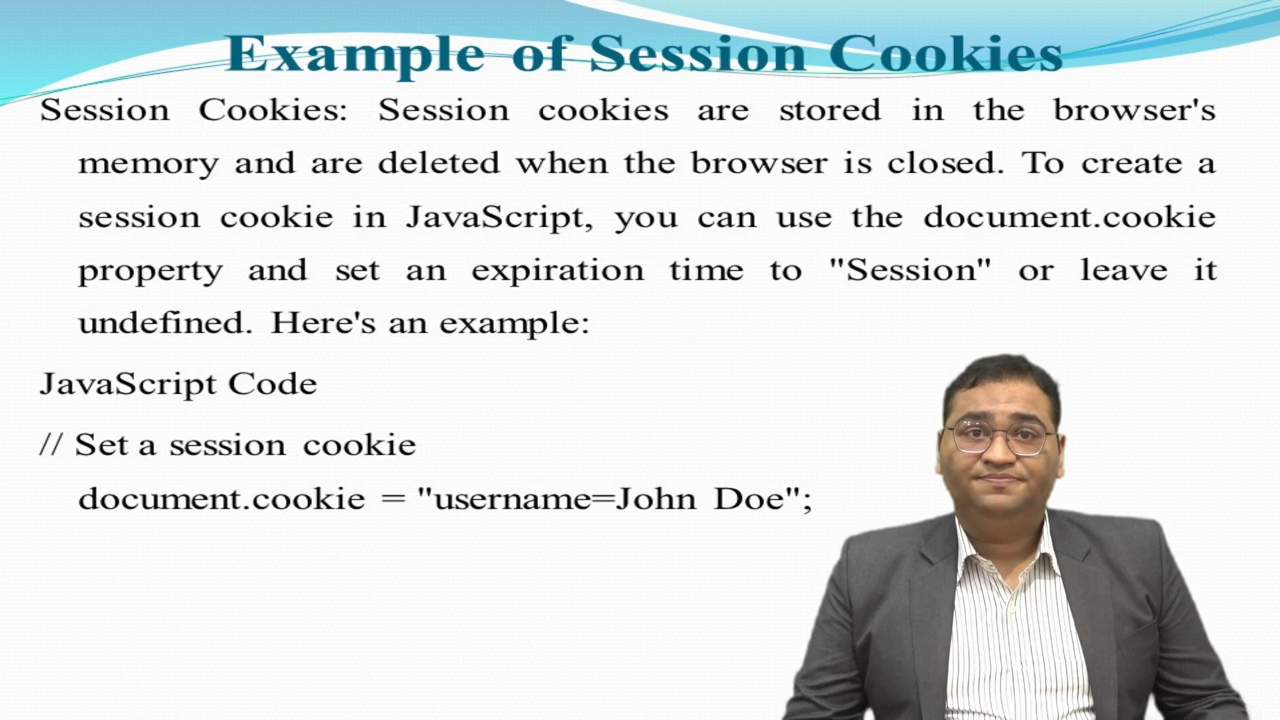 Example of Session Cookies
Session Cookies: Session cookies are stored in the browser's
memory and are deleted when the browser is closed. To create a
session cookie in JavaScript, you can use the document.cookie
property and set an expiration time to "Session" or leave it
undefined. Here's an example:
JavaScript Code
// Set a session cookie
document.cookie = "username=John Doe";